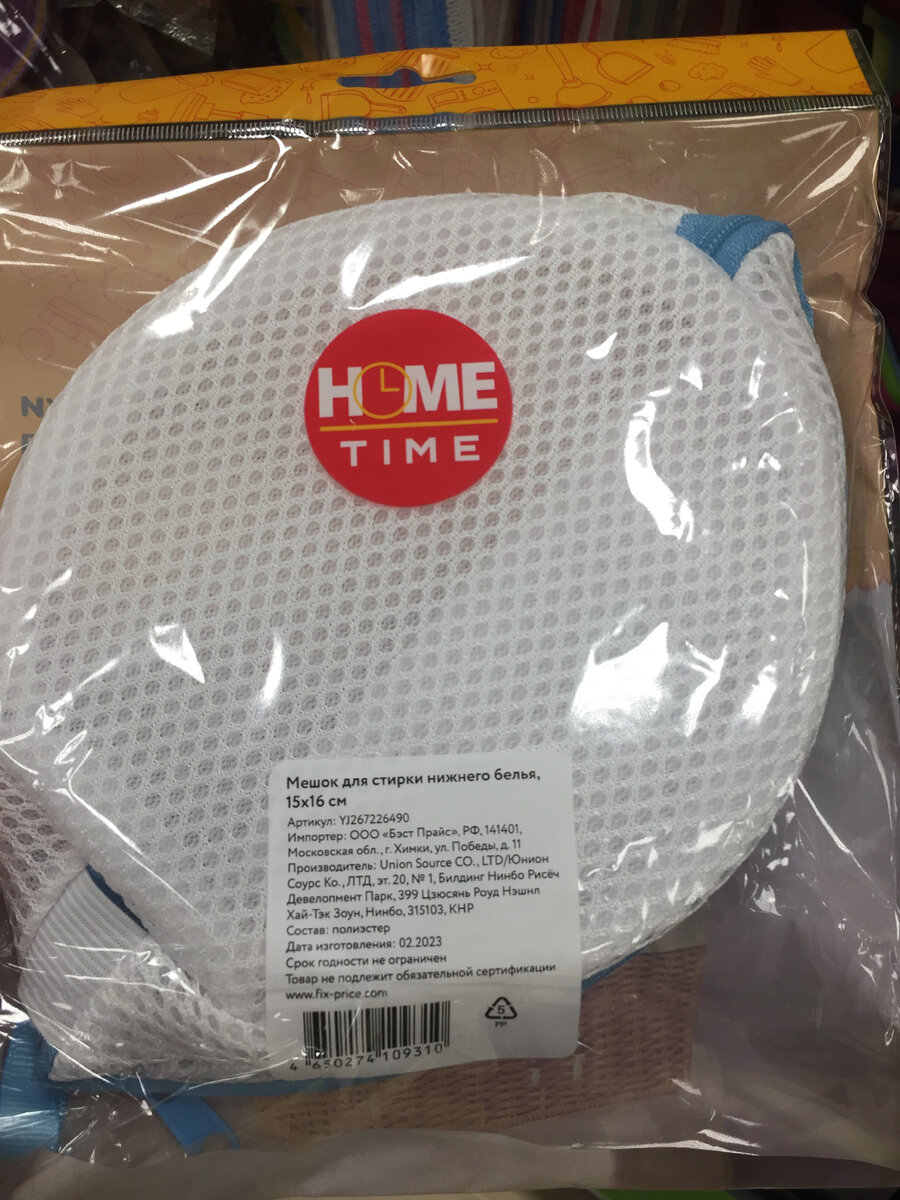 HOME
TIME
Мешок для стирки нижнего белья,
15x16 см
Артикул: YJ267226490
Импортер: ООО «Бэст Прайс», РФ, 141401,
Московская обл., г. Химки, ул. Победы, д. 11
Производитель: Union Source CO., LTD/Юнион
Соурс Ко., ЛТД, эт. 20, № 1, Билдинг Нинбо Рисёч
Девелопмент Парк, 399 Цзюсянь Роуд Нэшнл
Хай-Тэк Зоун, Нинбо, 315103, КНР
Состав: полиэстер
Дата изготовления: 02.2023
Срок годности не ограничен
Товар не подлежит обязательной сертификации
www.fix-price.com
5
PP
4 650274 109310